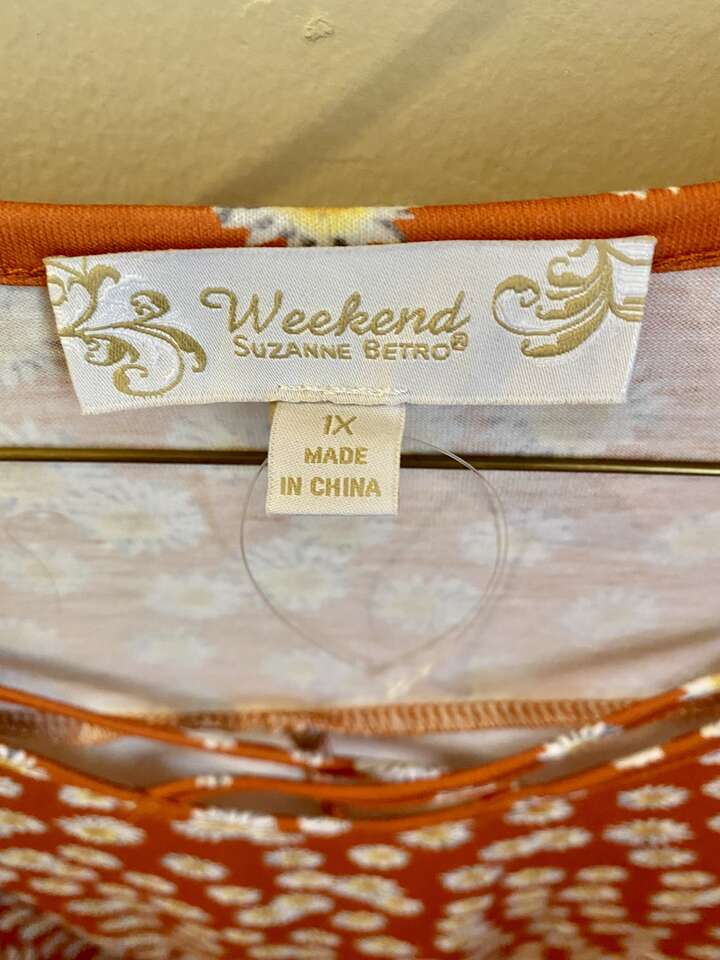 Weekend
SUZANNE BETRO®
1X
MADE
IN CHINA